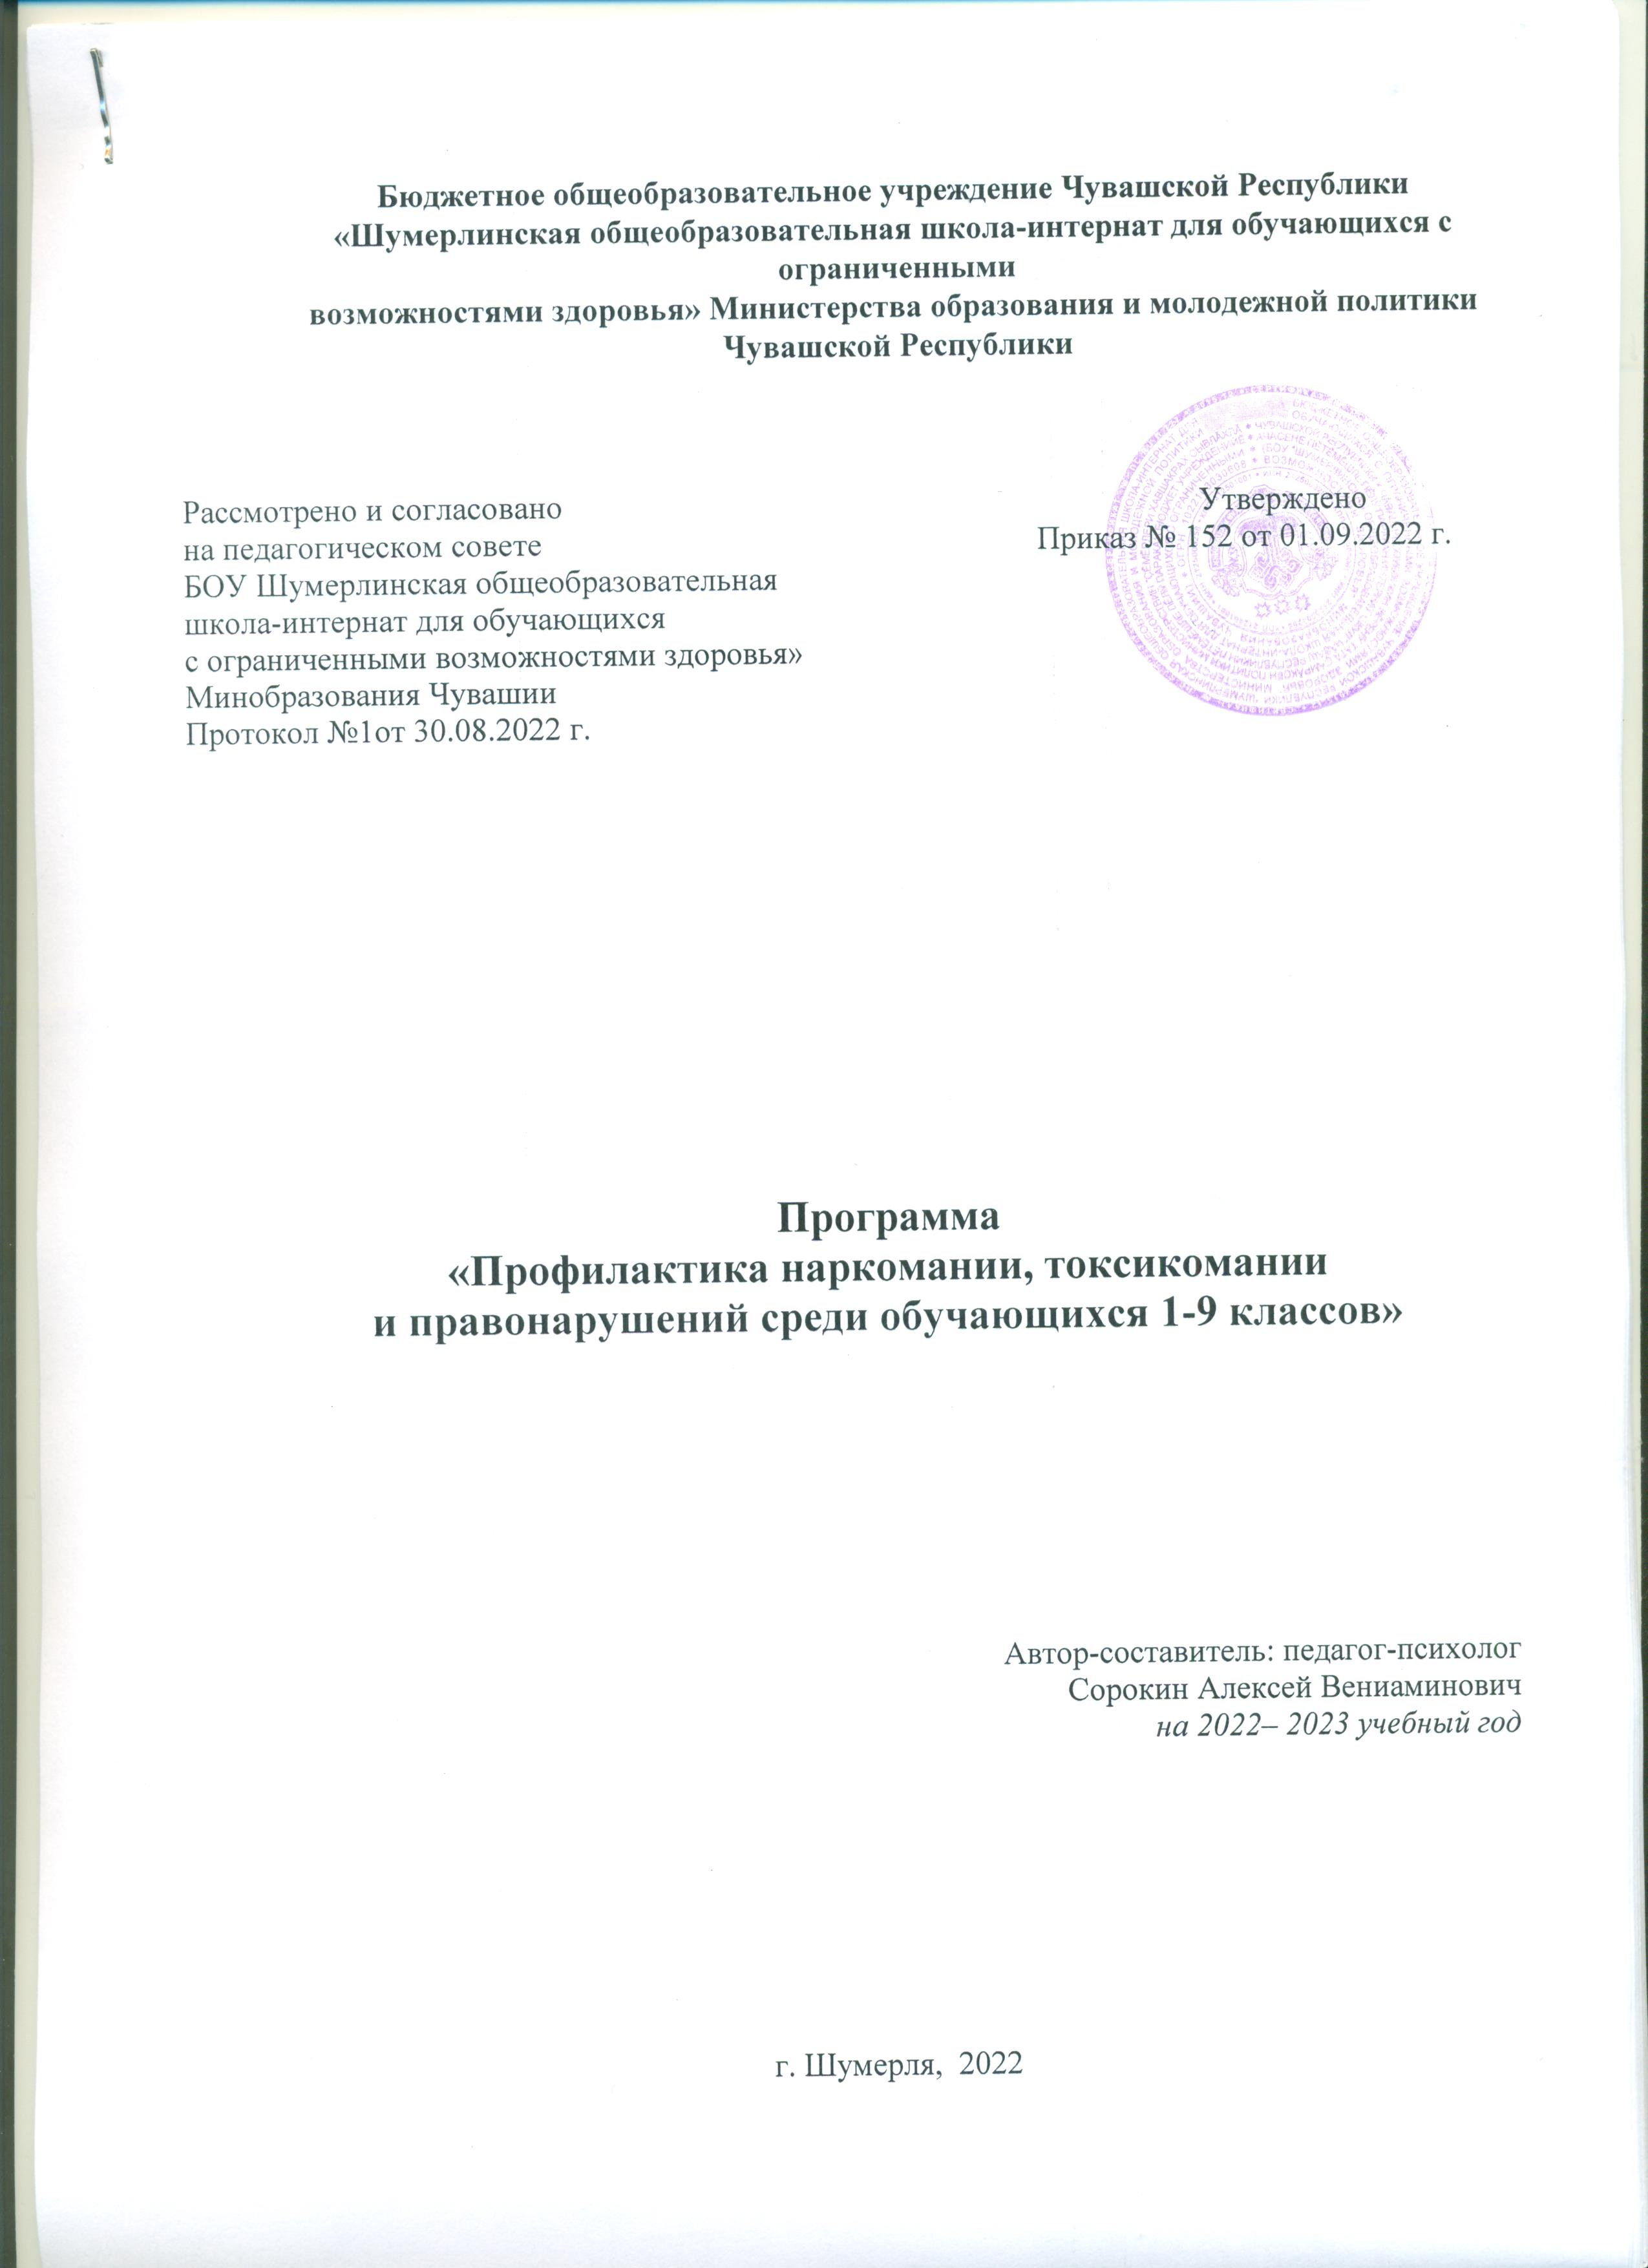 Бюджетное общеобразовательное учреждение Чувашской Республики
«Шумерлинская общеобразовательная школа-интернат для обучающихся с
ограниченными
возможностями здоровья» Министерства образования и молодежной политики
Чувашской Республики
Рассмотрено и согласовано
на педагогическом совете
БОУ Шумерлинская общеобразовательная
школа-интернат для обучающихся
с ограниченными возможностями здоровья»
Минобразования Чувашии
Протокол №1от 30.08.2022 г.
Утверждено
Приказ № 152 от 01.09.2022 г.
Программа
«Профилактика наркомании, токсикомании
и правонарушений среди обучающихся 1-9 классов»
Автор-составитель: педагог-психолог
Сорокин Алексей Вениаминович
на 2022– 2023 учебный год
г. Шумерля,  2022